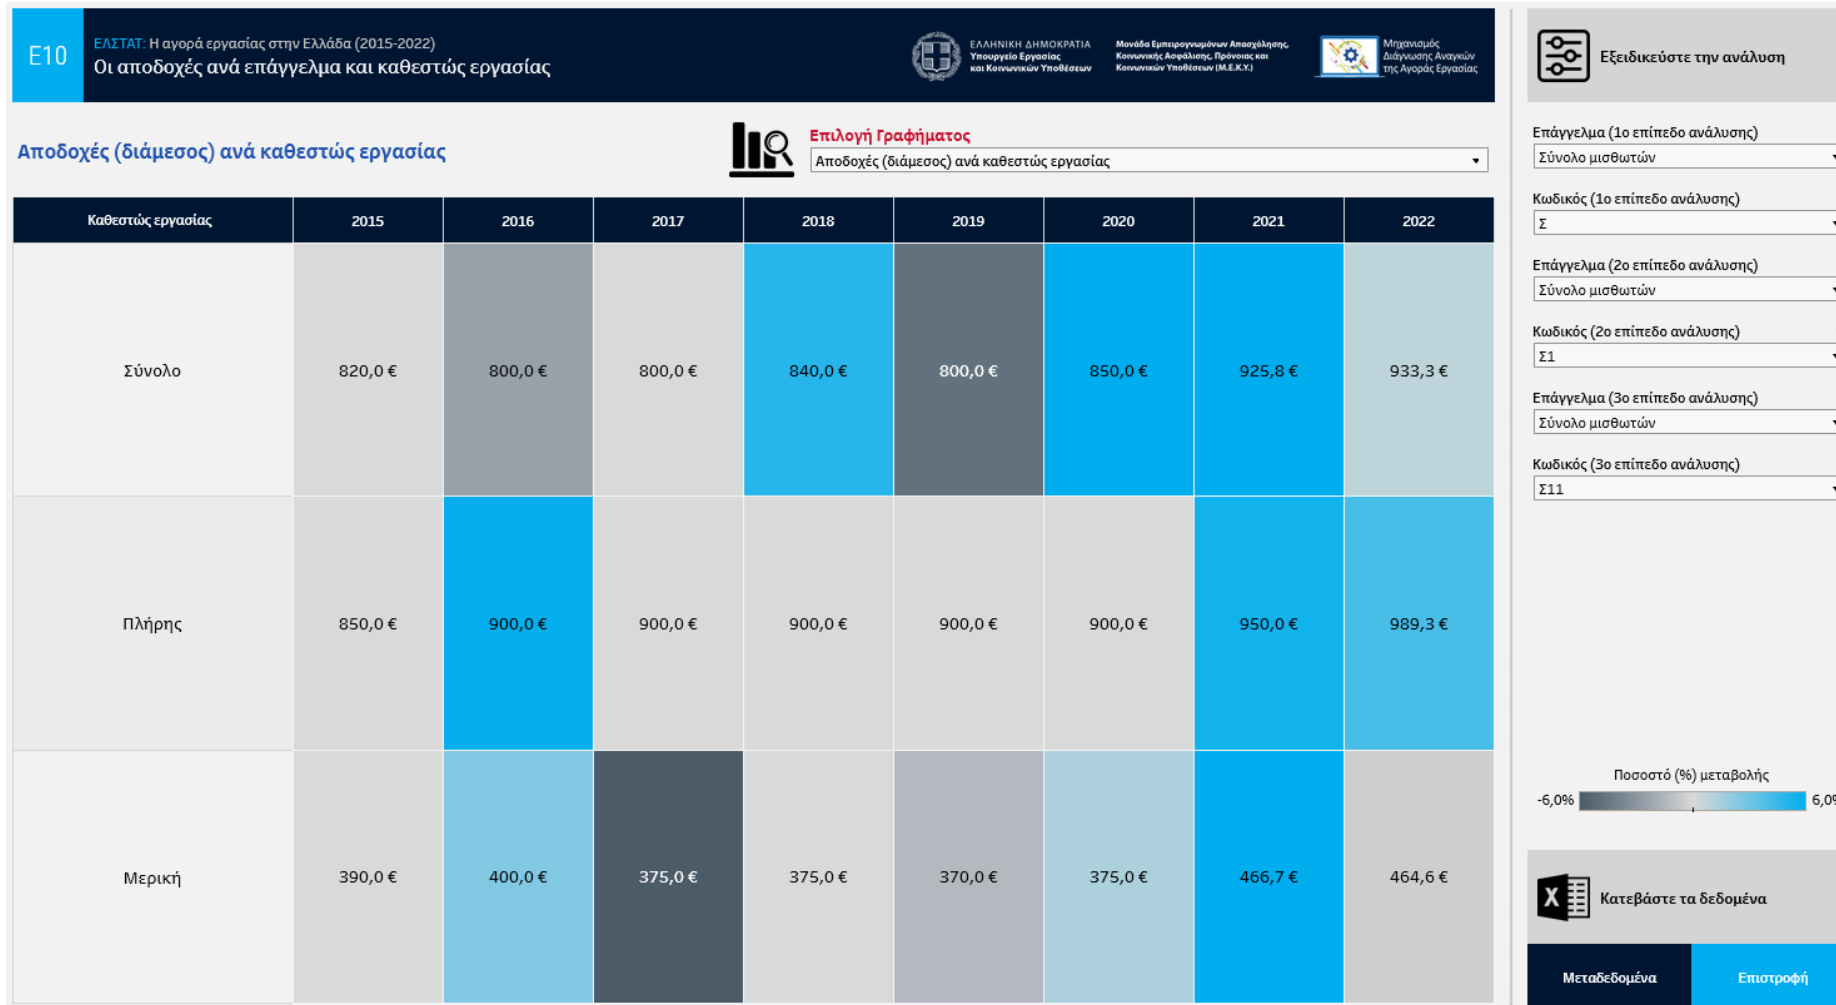 E10
ΕΛΣΤΑΤ: Η αγορά εργασίας στην Ελλάδα (2015-2022)
Οι αποδοχές ανά επάγγελμα και καθεστώς εργασίας
ΕΛΛΗΝΙΚΗ ΔΗΜΟΚΡΑΤΙΑ
Υπουργείο Εργασίας
και Κοινωνικών Υποθέσεων
Μονάδα Εμπειρογνωμόνων Απασχόλησης,
Κοινωνικής Ασφάλισης, Πρόνοιας και
Κοινωνικών Υποθέσεων (Μ.Ε.Κ.Υ.)
Μηχανισμός
Διάγνωσης Αναγκών
της Αγοράς Εργασίας
Αποδοχές (διάμεσος) ανά καθεστώς εργασίας
Επιλογή Γραφήματος
Αποδοχές (διάμεσος) ανά καθεστώς εργασίας
Καθεστώς εργασίας 2015 2016 2017 2018 2019 2020 2021 2022
Σύνολο 820,0 € 800,0 € 800,0 € 840,0 € 800,0 € 850,0 € 925,8 € 933,3 €
Πλήρης 850,0 € 900,0 € 900,0 € 900,0 € 900,0 € 900,0 € 950,0 € 989,3 €
Μερική 390,0 € 400,0 € 375,0 € 375,0 € 370,0 € 375,0 € 466,7 € 464,6 €
Εξειδικεύστε την ανάλυση
Επάγγελμα (1ο επίπεδο ανάλυσης)
Σύνολο μισθωτών
Κωδικός (1ο επίπεδο ανάλυσης)
Σ
Επάγγελμα (2ο επίπεδο ανάλυσης)
Σύνολο μισθωτών
Κωδικός (2ο επίπεδο ανάλυσης)
Σ1
Επάγγελμα (3ο επίπεδο ανάλυσης)
Σύνολο μισθωτών
Κωδικός (3ο επίπεδο ανάλυσης)
Σ11
Ποσοστό (%) μεταβολής
-6,0% 6,0%
Κατεβάστε τα δεδομένα
Μεταδεδομένα Επιστροφή